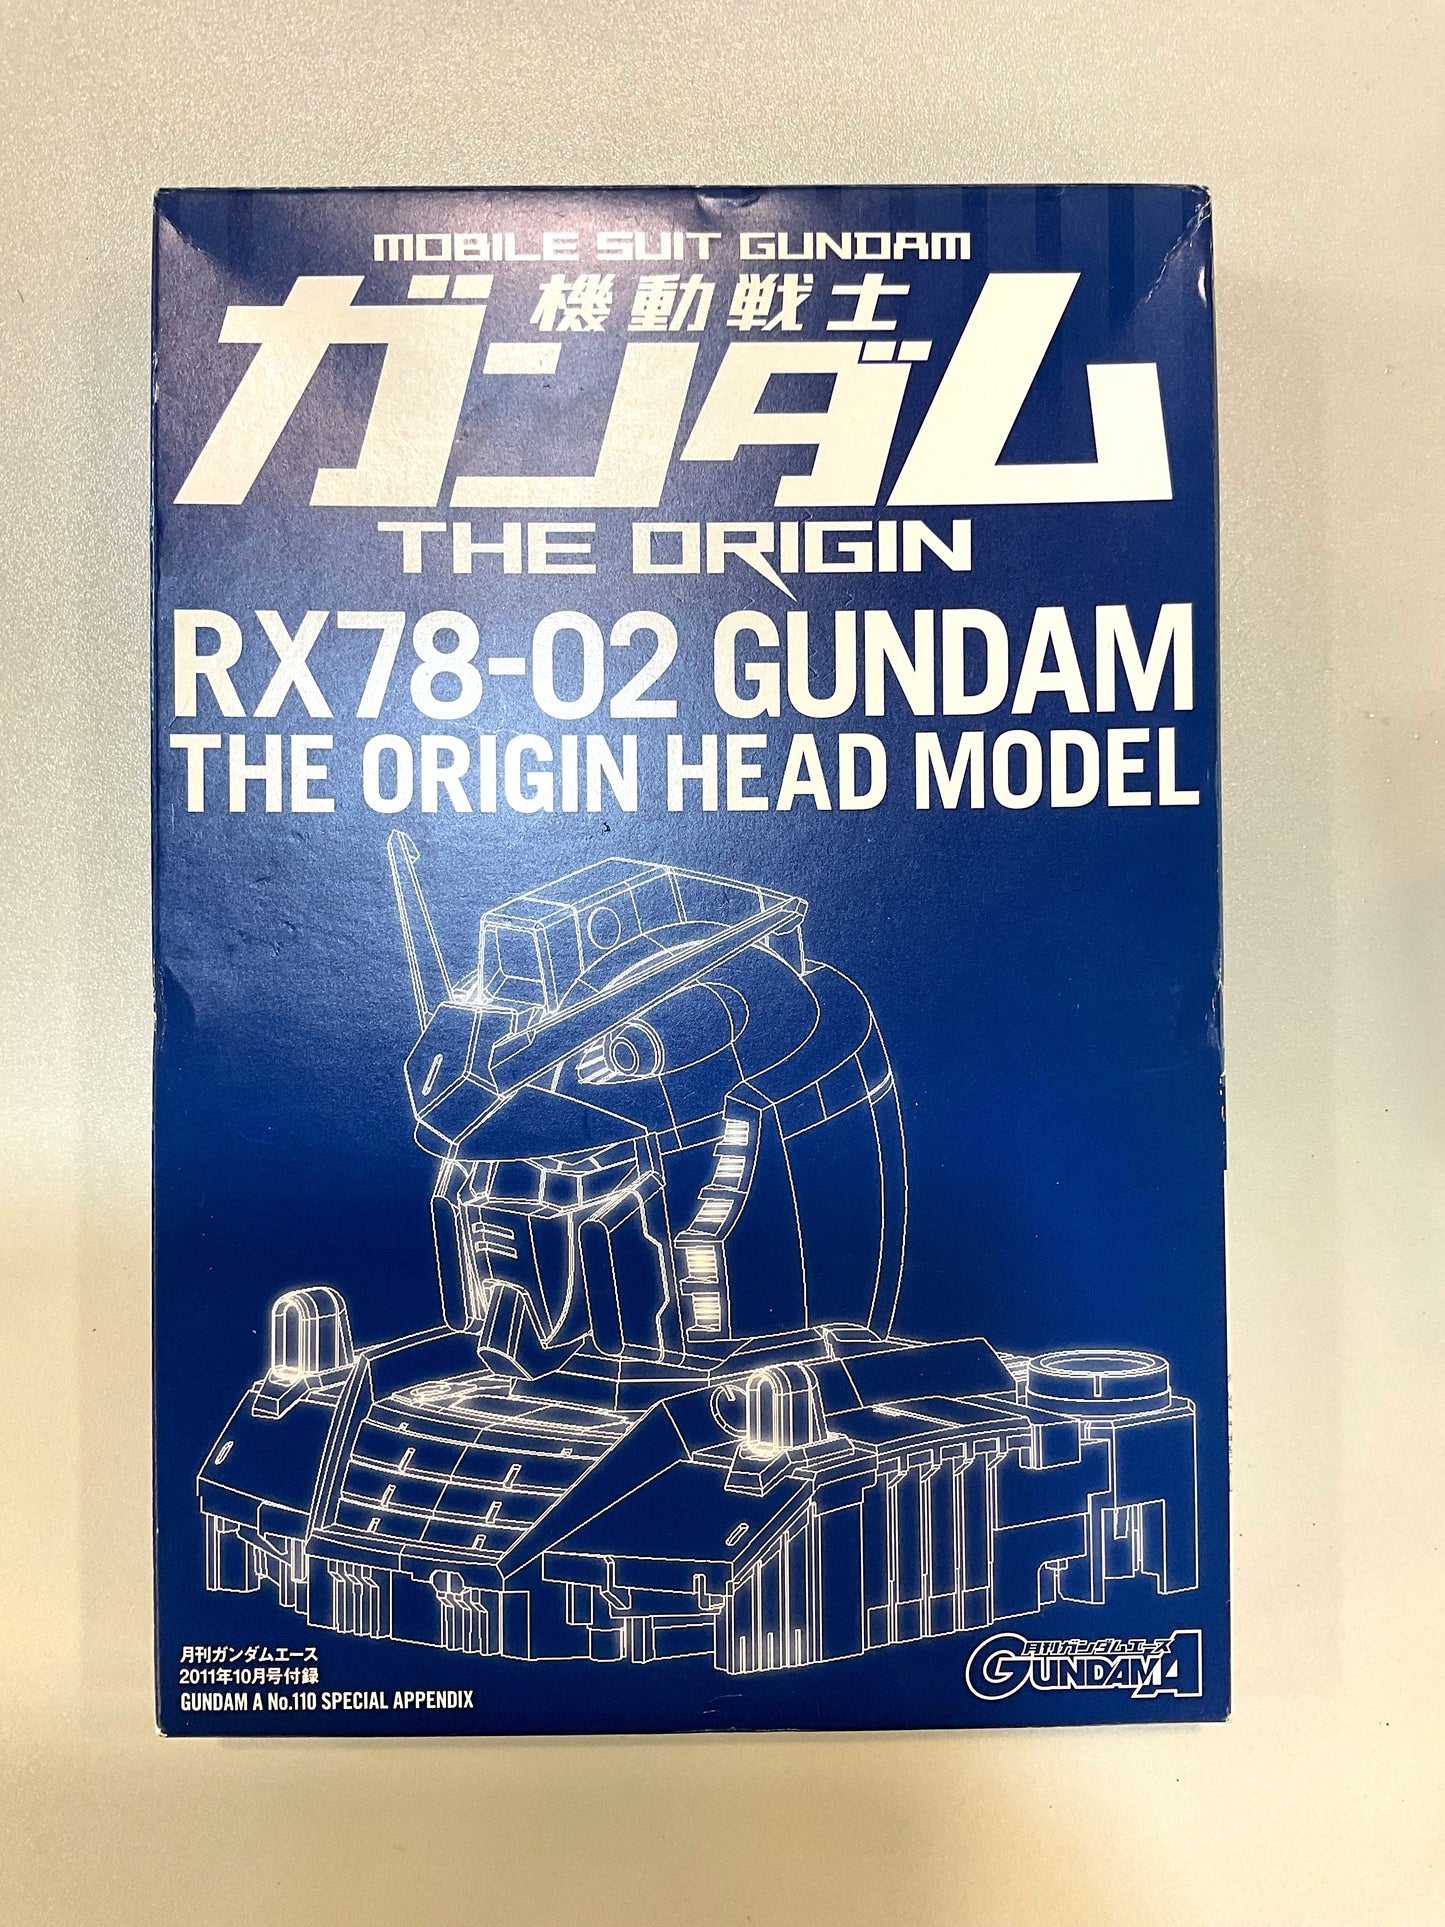 MOBILE SUIT GUNDAM
機動戦士
ガンダム
THE ORIGIN
RX78-02 GUNDAM
THE ORIGIN HEAD MODEL
月刊ガンダムエース
2011年10月号付録
GUNDAM A No.110 SPECIAL APPENDIX
月刊ガンダムエース
GUNDAM A